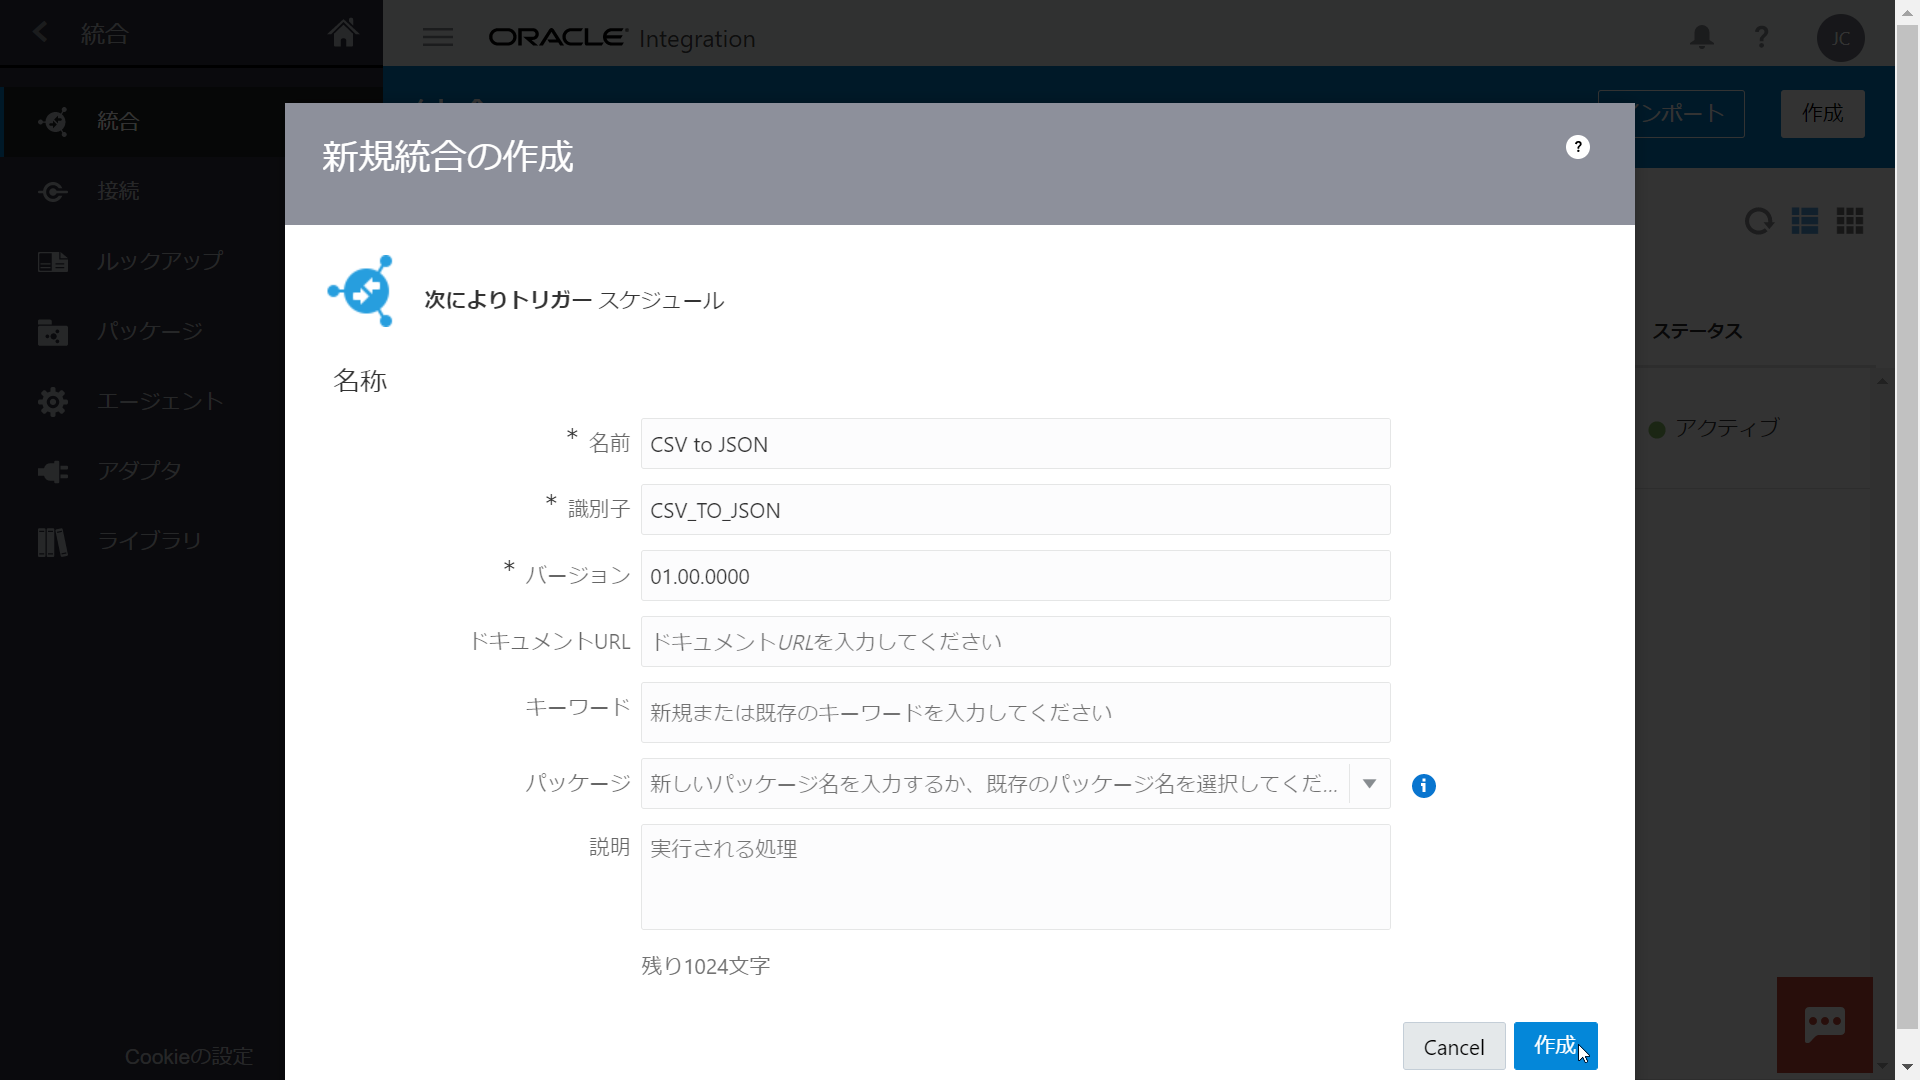 統合
ORACLE Integration
JC
統合
接続
ルックアップ
パッケージ
エージェント
アダプタ
ライブラリ
Cookieの設定
ンポート
作成
ステータス
アクティブ
新規統合の作成
?
次によりトリガー スケジュール
名称
* 名前
CSV to JSON
* 識別子
CSV_TO_JSON
* バージョン
01.00.0000
ドキュメントURL
ドキュメントURLを入力してください
キーワード
新規または既存のキーワードを入力してください
パッケージ
新しいパッケージ名を入力するか、既存のパッケージ名を選択してくだ...
説明
実行される処理
残り1024文字
Cancel
作成